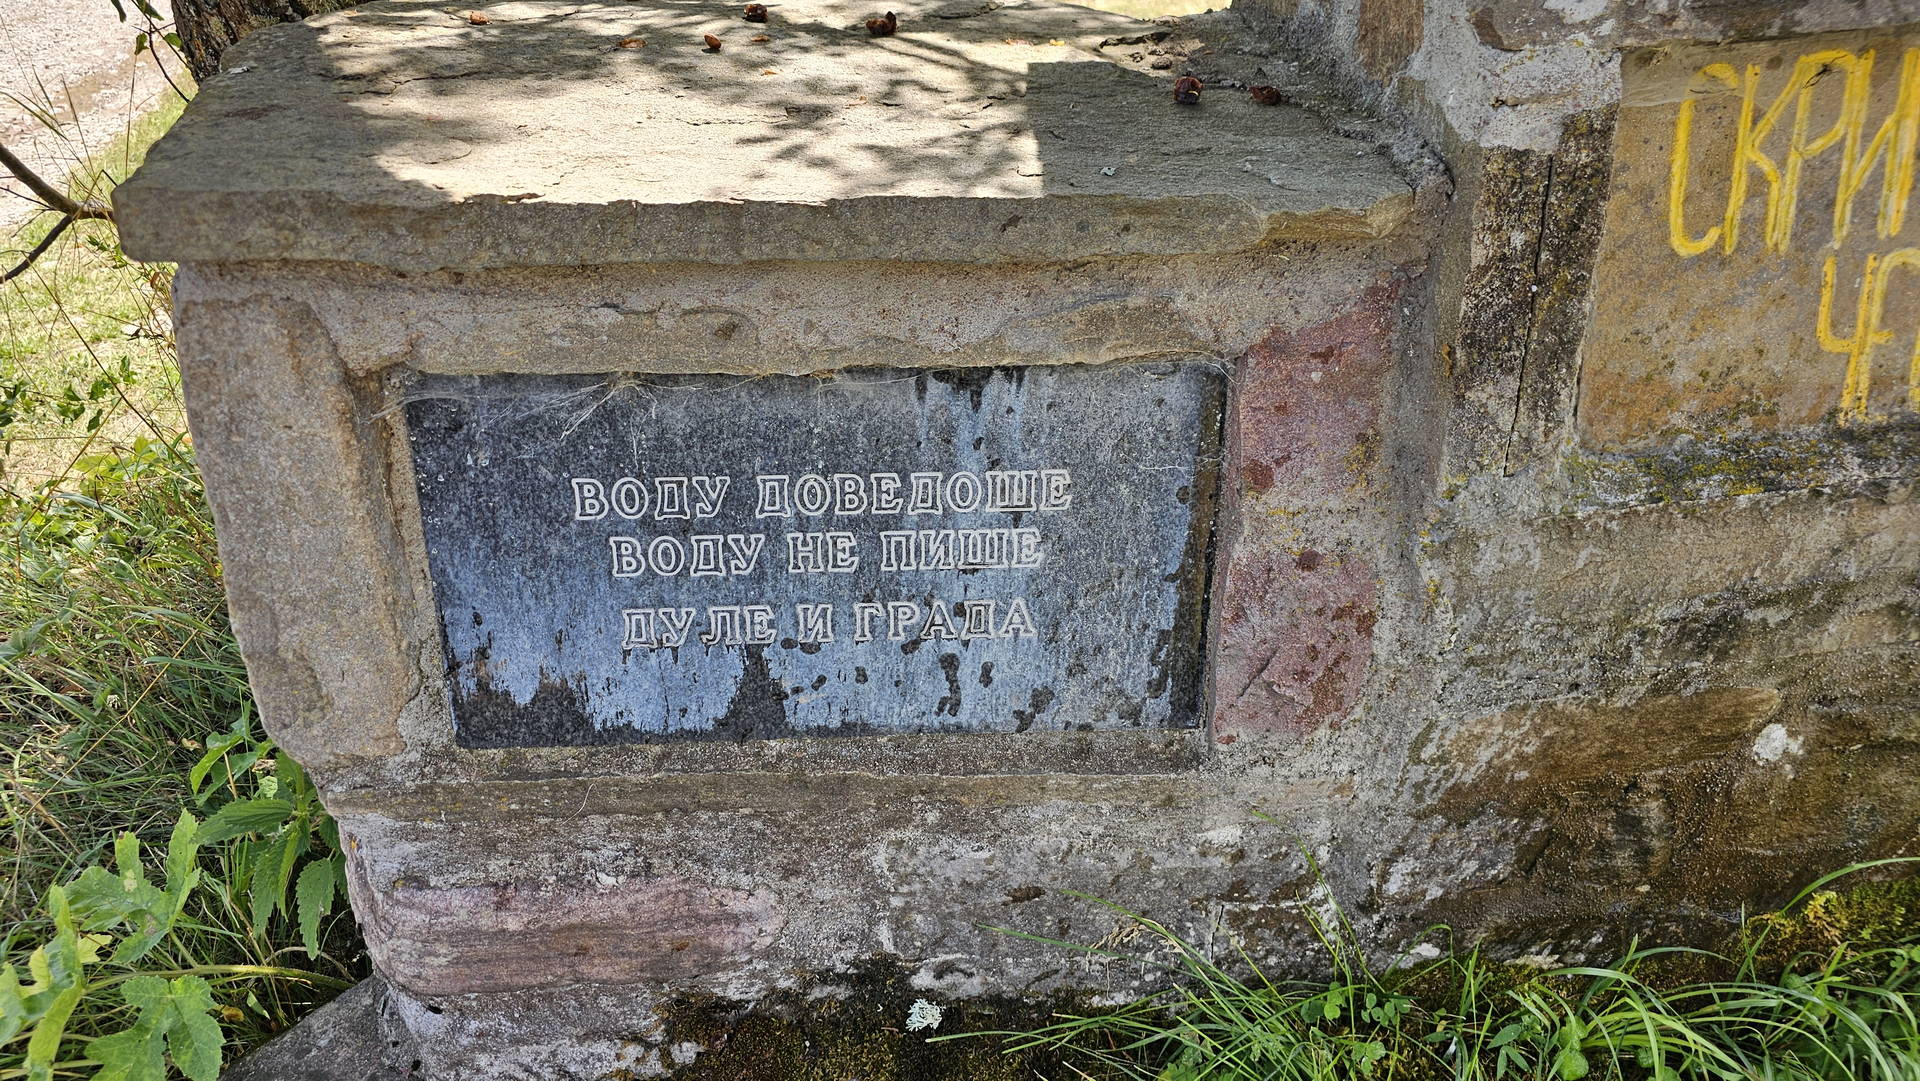 ВОДУ ДОВЕДОШЕ
ВОДУ НЕ ПИШЕ
ДУЛЕ И ГРАДА